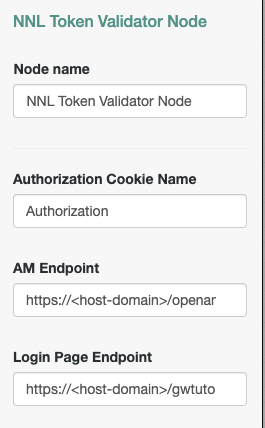 NNL Token Validator Node
Node name
NNL Token Validator Node
Authorization Cookie Name
Authorization
AM Endpoint
https://<host-domain>/openar
Login Page Endpoint
https://<host-domain>/gwtuto